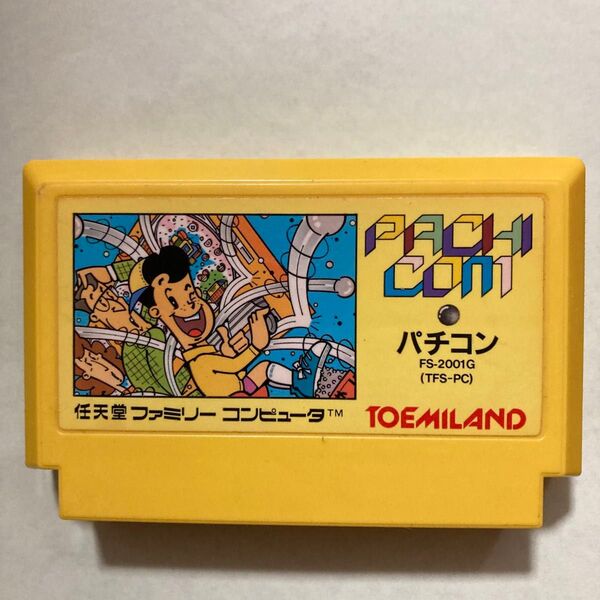 PACHI
COM
パチコン
FS-2001G
(TFS-PC)
任天堂 ファミリー コンピュータ™
TOEMILAND